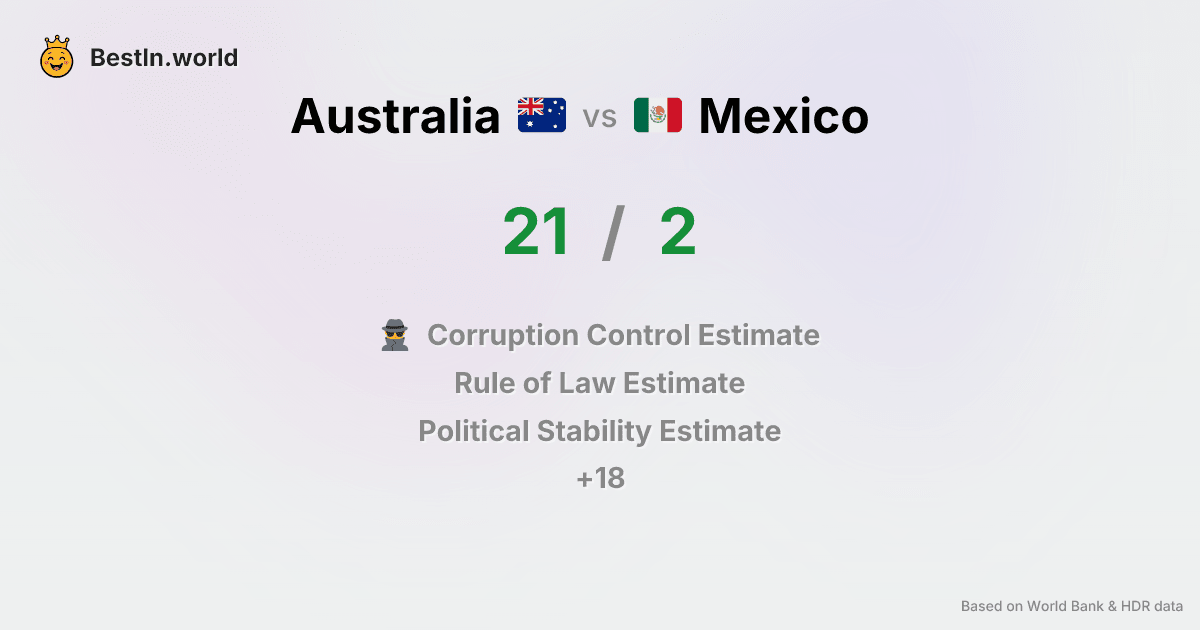 BestIn.world
Australia vs Mexico
21 / 2
Corruption Control Estimate
Rule of Law Estimate
Political Stability Estimate
+18
Based on World Bank & HDR data